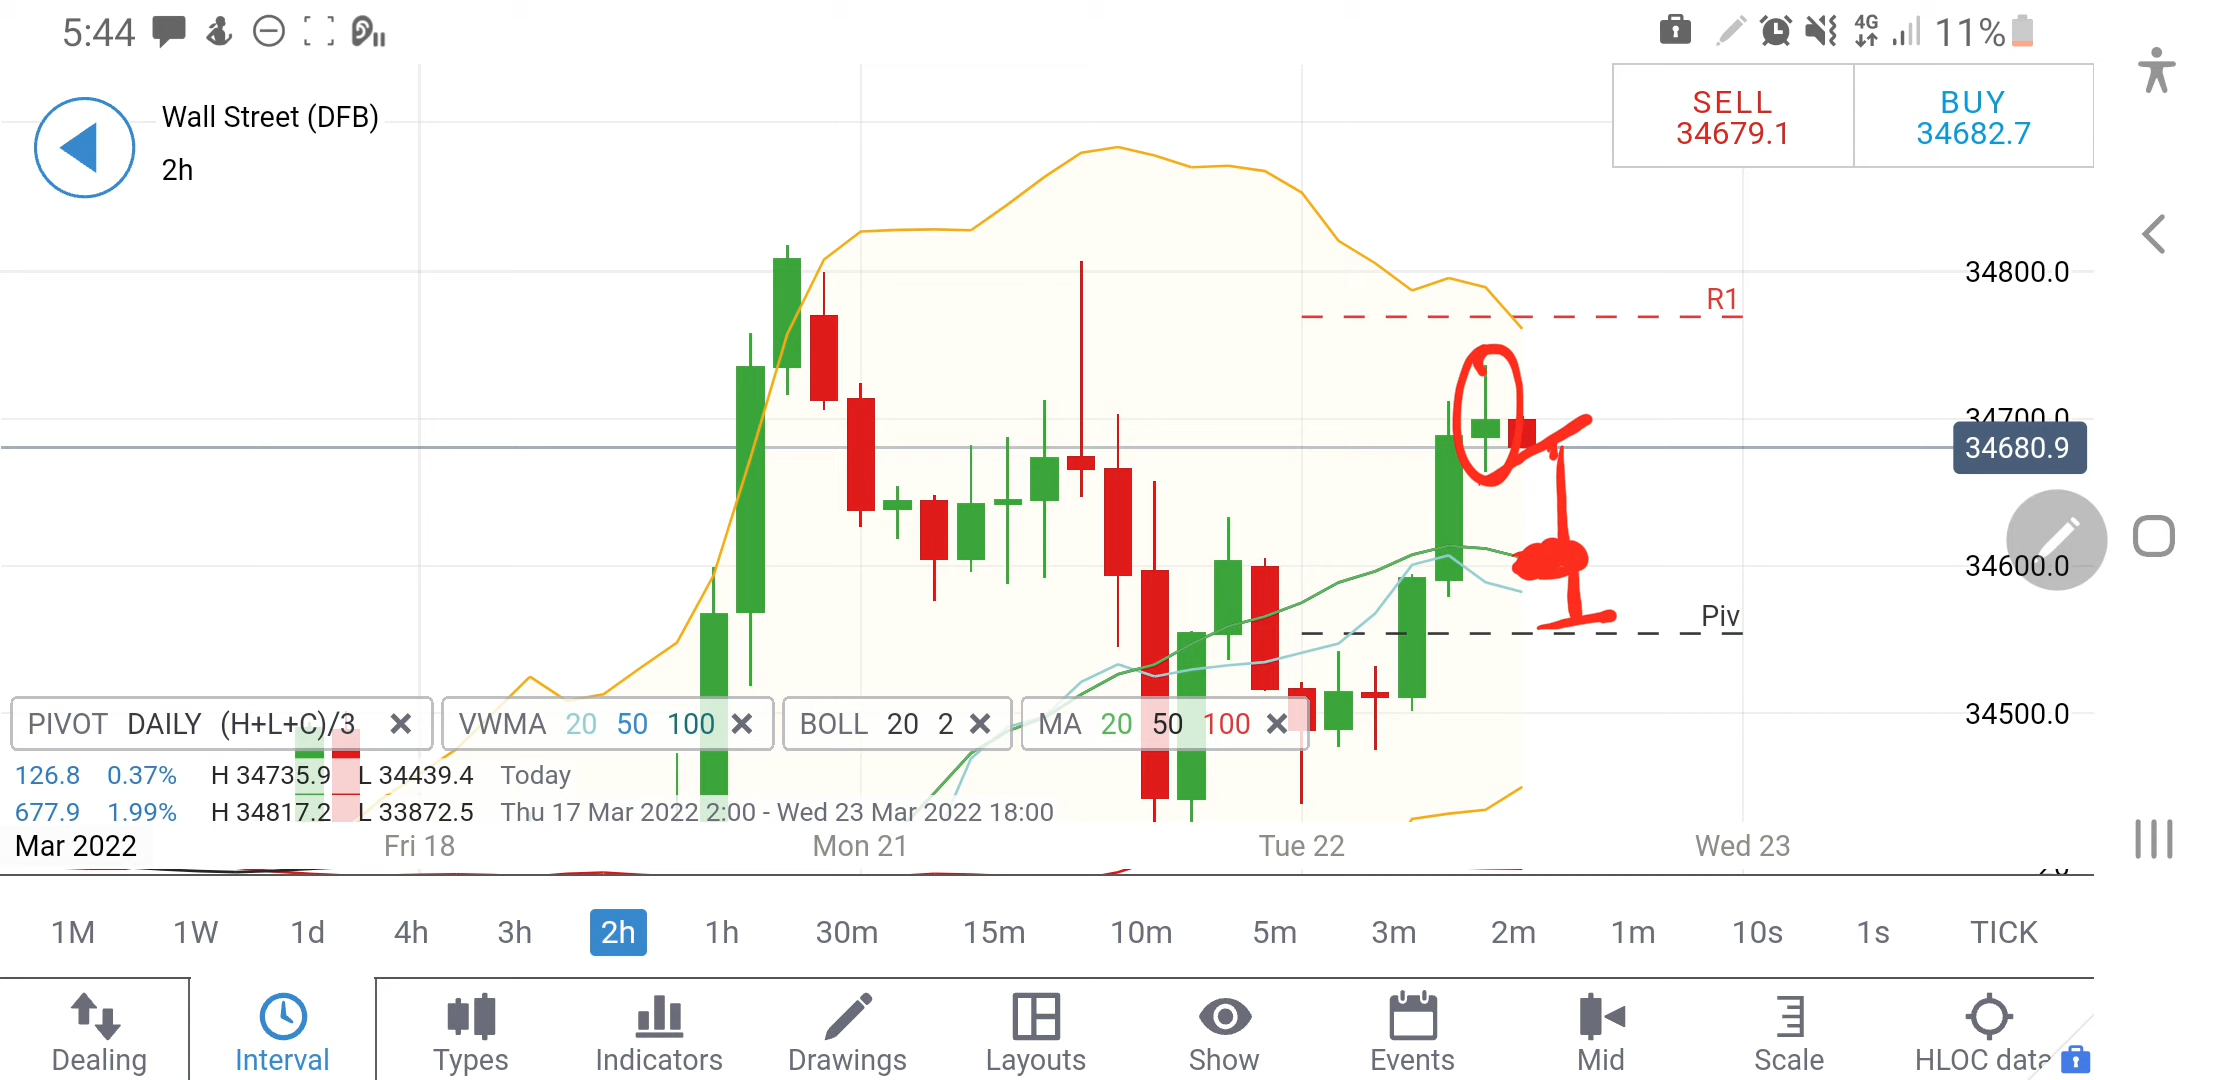 5:44
4G 11%
Wall Street (DFB)
2h
SELL BUY
34679.1 34682.7
34800.0
R1
34700.0
34680.9
34600.0
Piv
34500.0
PIVOT DAILY (H+L+C)/3 VWMA 20 50 100 BOLL 20 2 MA 20 50 100
126.8 0.37% H 34735.9 L 34439.4 Today
677.9 1.99% H 34817.2 L 33872.5 Thu 17 Mar 2022 2:00 - Wed 23 Mar 2022 18:00
Mar 2022 Fri 18 Mon 21 Tue 22 Wed 23
1M 1W 1d 4h 3h 2h 1h 30m 15m 10m 5m 3m 2m 1m 10s 1s TICK
Dealing Interval Types Indicators Drawings Layouts Show Events Mid Scale HLOC data